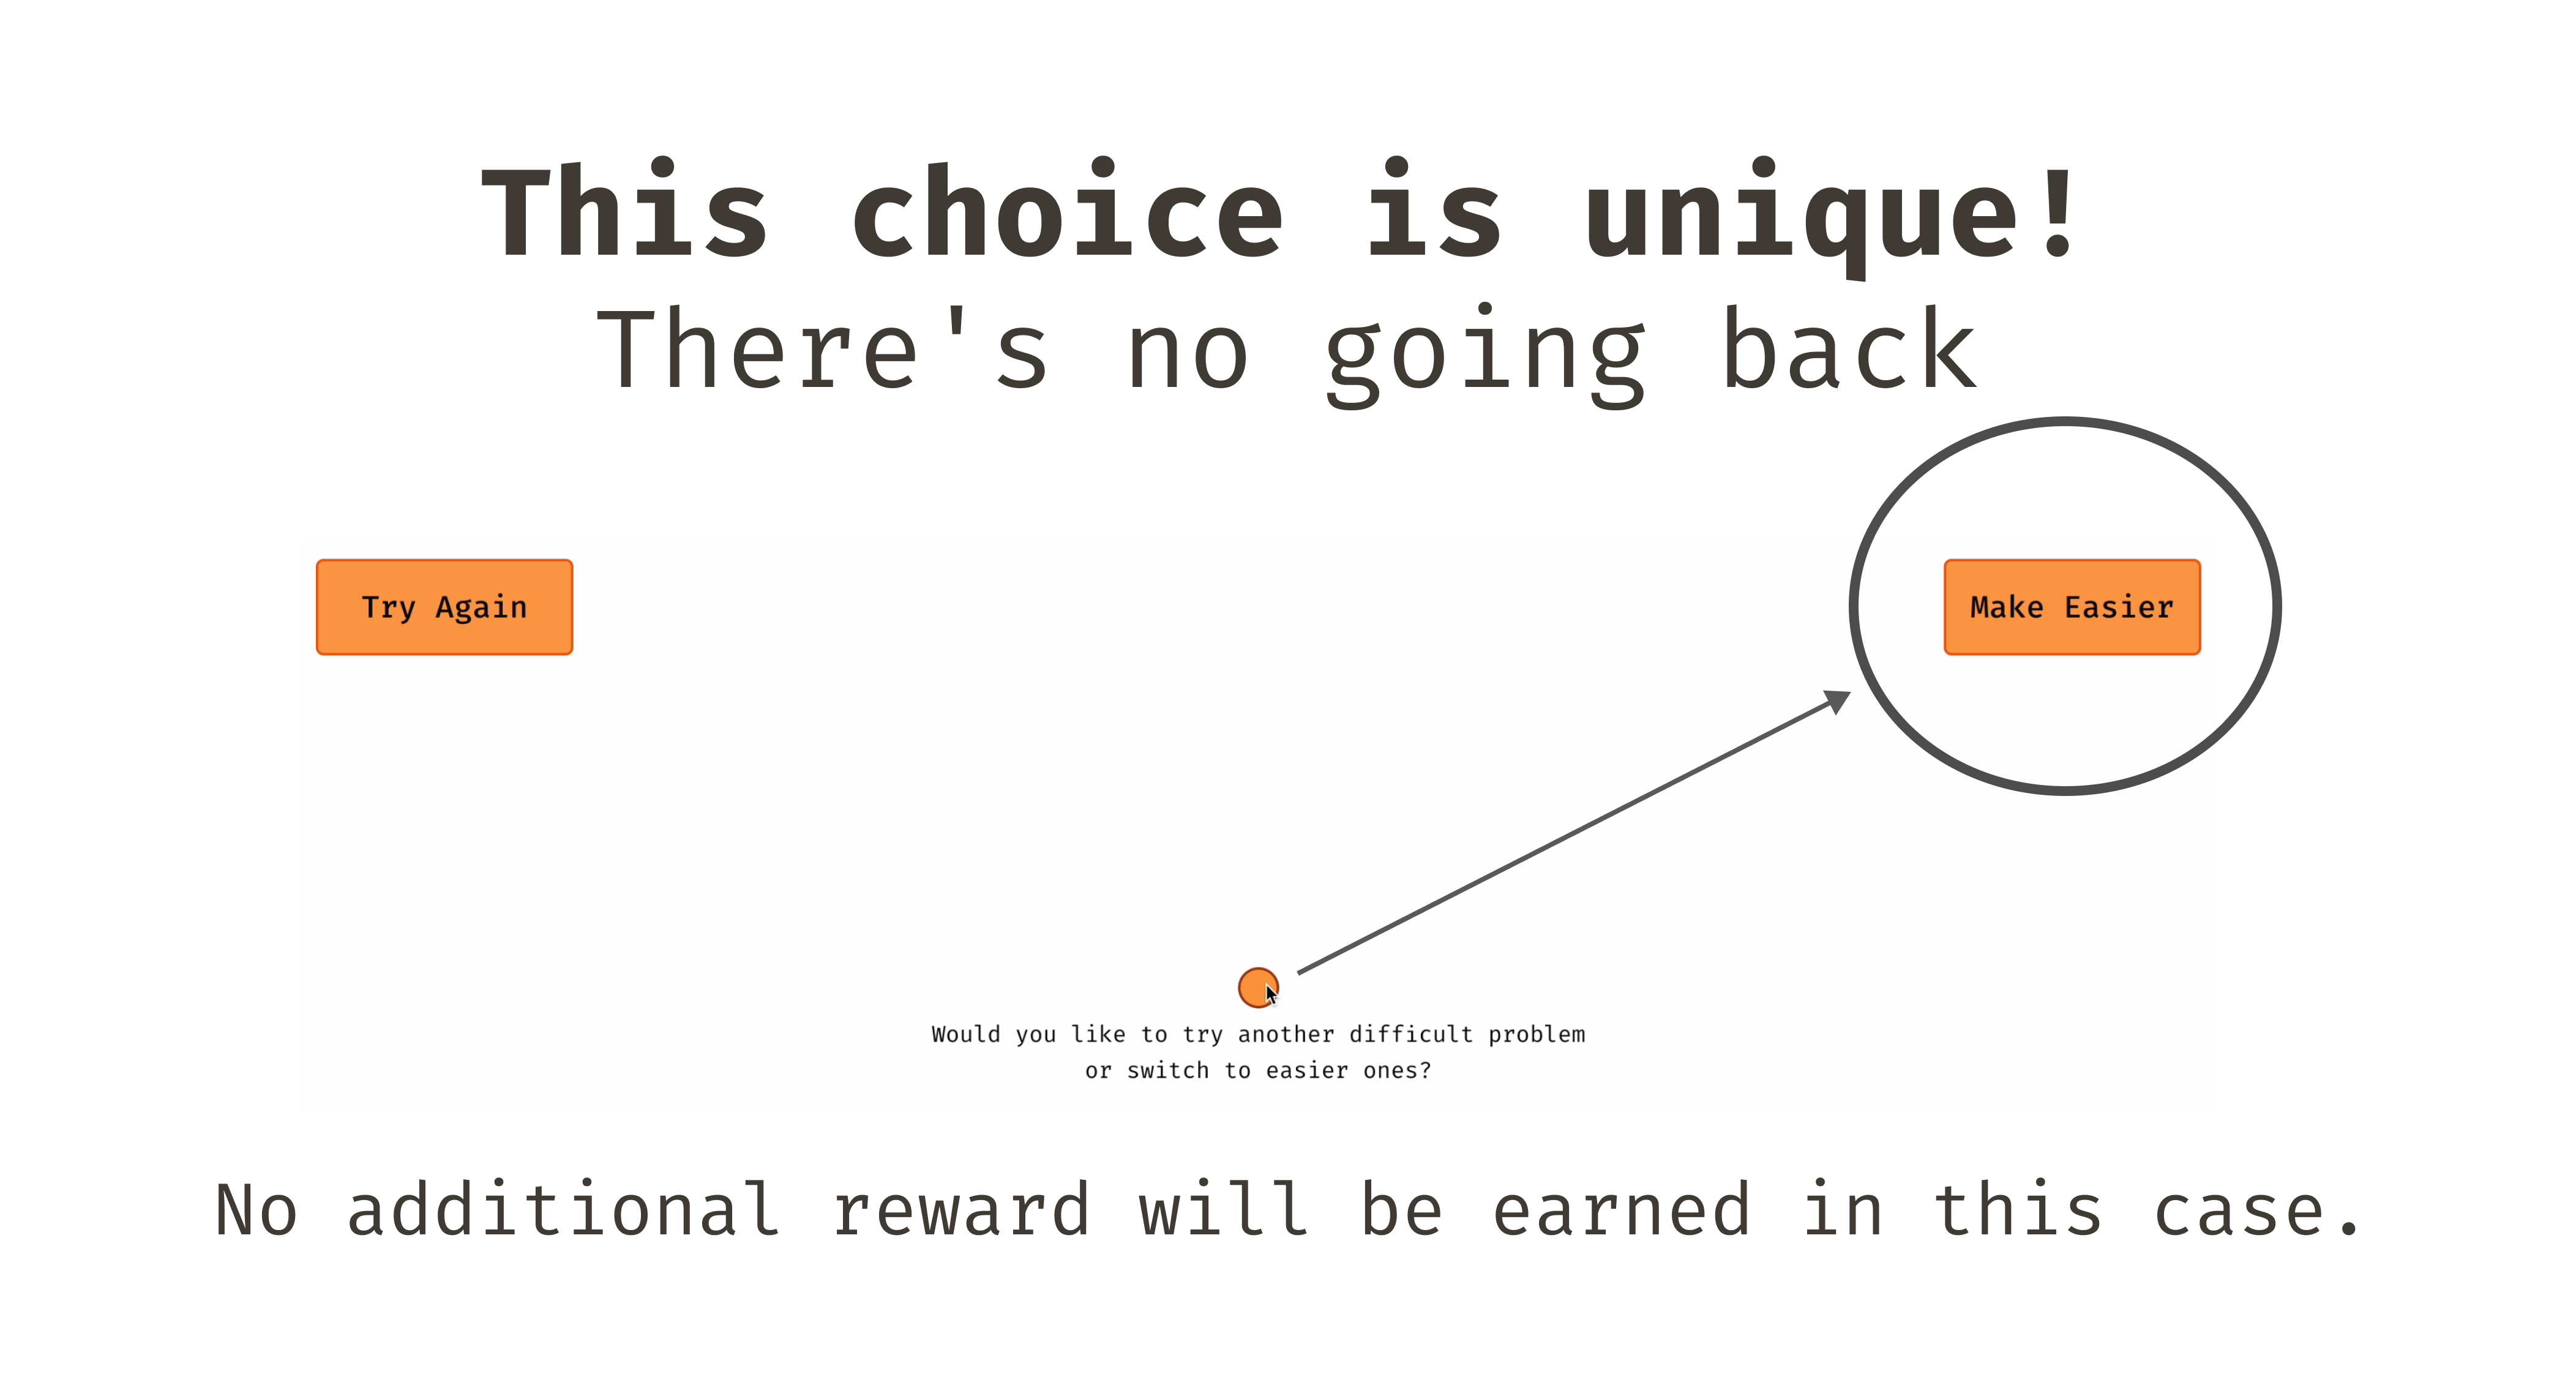 This choice is unique!
There's no going back
Try Again
Make Easier
Would you like to try another difficult problem
or switch to easier ones?
No additional reward will be earned in this case.